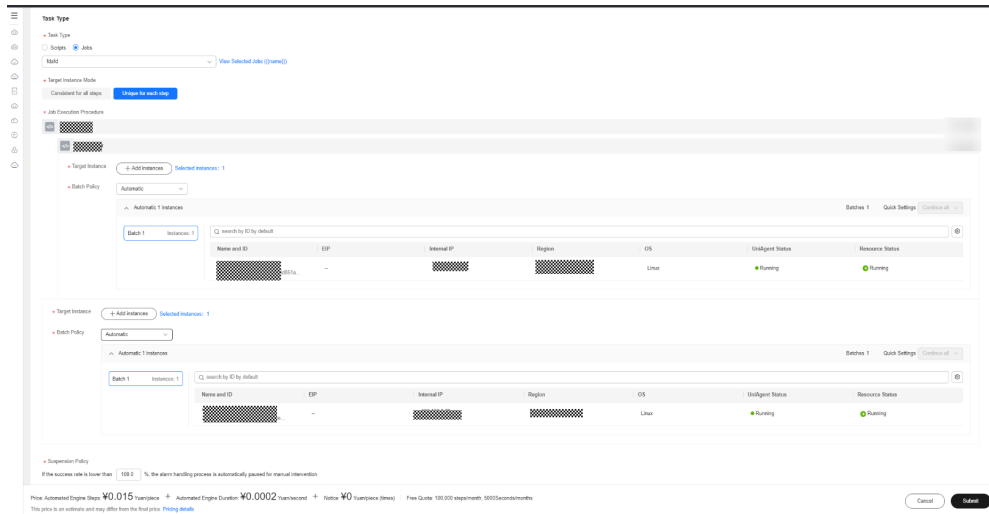 Task Type
* Task Type
Scripts Jobs
fdafd View Selected Jobs ({name})
* Target Instance Mode
Consistent for all steps Unique for each step
* Job Execution Procedure
* Target Instance + Add Instances Selected instances: 1
* Batch Policy Automatic
Automatic 1 Instances Batches 1 Quick Settings Continue all
Batch 1 Instances: 1 search by ID by default
Name and ID EIP Internal IP Region OS UniAgent Status Resource Status
d851a... -- Linux Running Running
* Target Instance + Add instances Selected instances: 1
* Batch Policy Automatic
Automatic 1 Instances Batches 1 Quick Settings Continue all
Batch 1 Instances: 1 search by ID by default
Name and ID EIP Internal IP Region OS UniAgent Status Resource Status
-- Linux Running Running
* Suspension Policy
If the success rate is lower than 100.0 %, the alarm handling process is automatically paused for manual intervention
Price: Automated Engine Steps ¥0.015 Yuan/piece + Automated Engine Duration ¥0.0002 Yuan/second + Notice ¥0 Yuan/piece (times) Free Quota: 100,000 steps/month, 5000Seconds/months
This price is an estimate and may differ from the final price. Pricing details
Cancel Submit